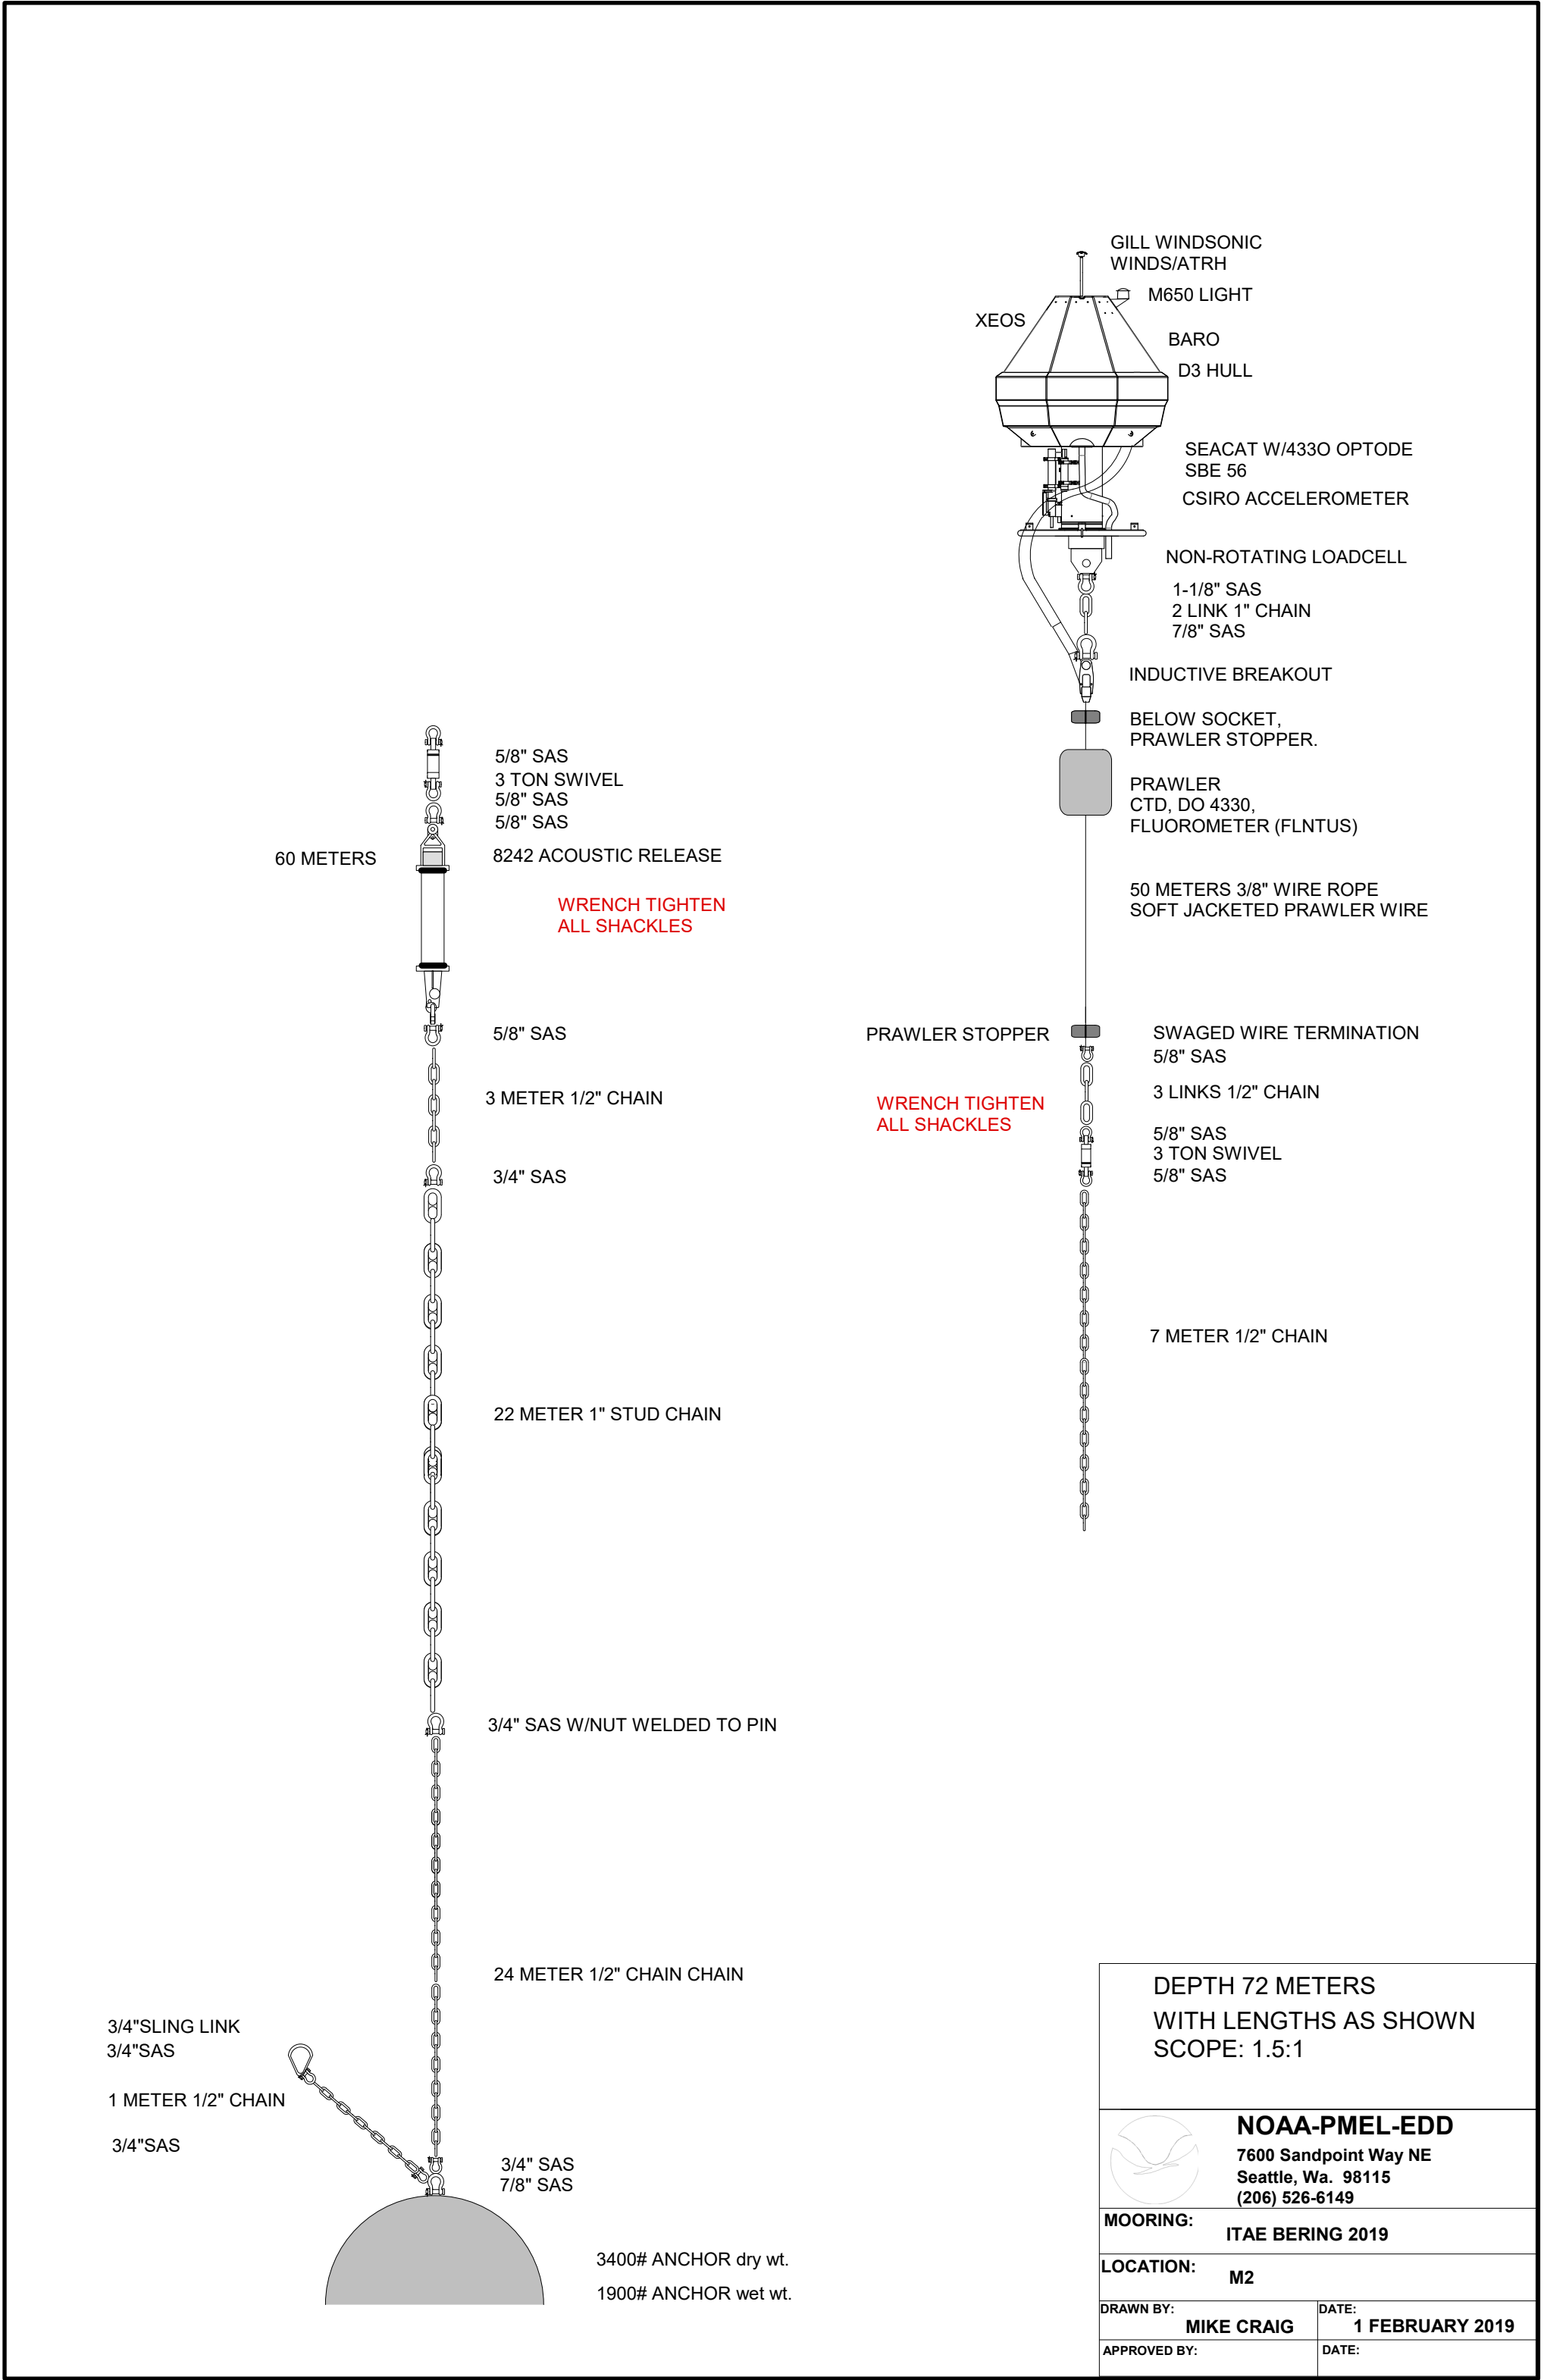 GILL WINDSONIC
WINDS/ATRH
M650 LIGHT
XEOS
BARO
D3 HULL
SEACAT W/433O OPTODE
SBE 56
CSIRO ACCELEROMETER
NON-ROTATING LOADCELL
1-1/8" SAS
2 LINK 1" CHAIN
7/8" SAS
INDUCTIVE BREAKOUT
BELOW SOCKET,
PRAWLER STOPPER.
PRAWLER
CTD, DO 4330,
FLUOROMETER (FLNTUS)
50 METERS 3/8" WIRE ROPE
SOFT JACKETED PRAWLER WIRE
PRAWLER STOPPER
SWAGED WIRE TERMINATION
5/8" SAS
WRENCH TIGHTEN
ALL SHACKLES
3 LINKS 1/2" CHAIN
5/8" SAS
3 TON SWIVEL
5/8" SAS
7 METER 1/2" CHAIN
5/8" SAS
3 TON SWIVEL
5/8" SAS
5/8" SAS
60 METERS
8242 ACOUSTIC RELEASE
WRENCH TIGHTEN
ALL SHACKLES
5/8" SAS
3 METER 1/2" CHAIN
3/4" SAS
22 METER 1" STUD CHAIN
3/4" SAS W/NUT WELDED TO PIN
24 METER 1/2" CHAIN CHAIN
3/4"SLING LINK
3/4"SAS
1 METER 1/2" CHAIN
3/4"SAS
3/4" SAS
7/8" SAS
3400# ANCHOR dry wt.
1900# ANCHOR wet wt.
DEPTH 72 METERS
WITH LENGTHS AS SHOWN
SCOPE: 1.5:1
NOAA-PMEL-EDD
7600 Sandpoint Way NE
Seattle, Wa. 98115
(206) 526-6149
MOORING:
ITAE BERING 2019
LOCATION:
M2
DRAWN BY:
MIKE CRAIG
DATE:
1 FEBRUARY 2019
APPROVED BY:
DATE: